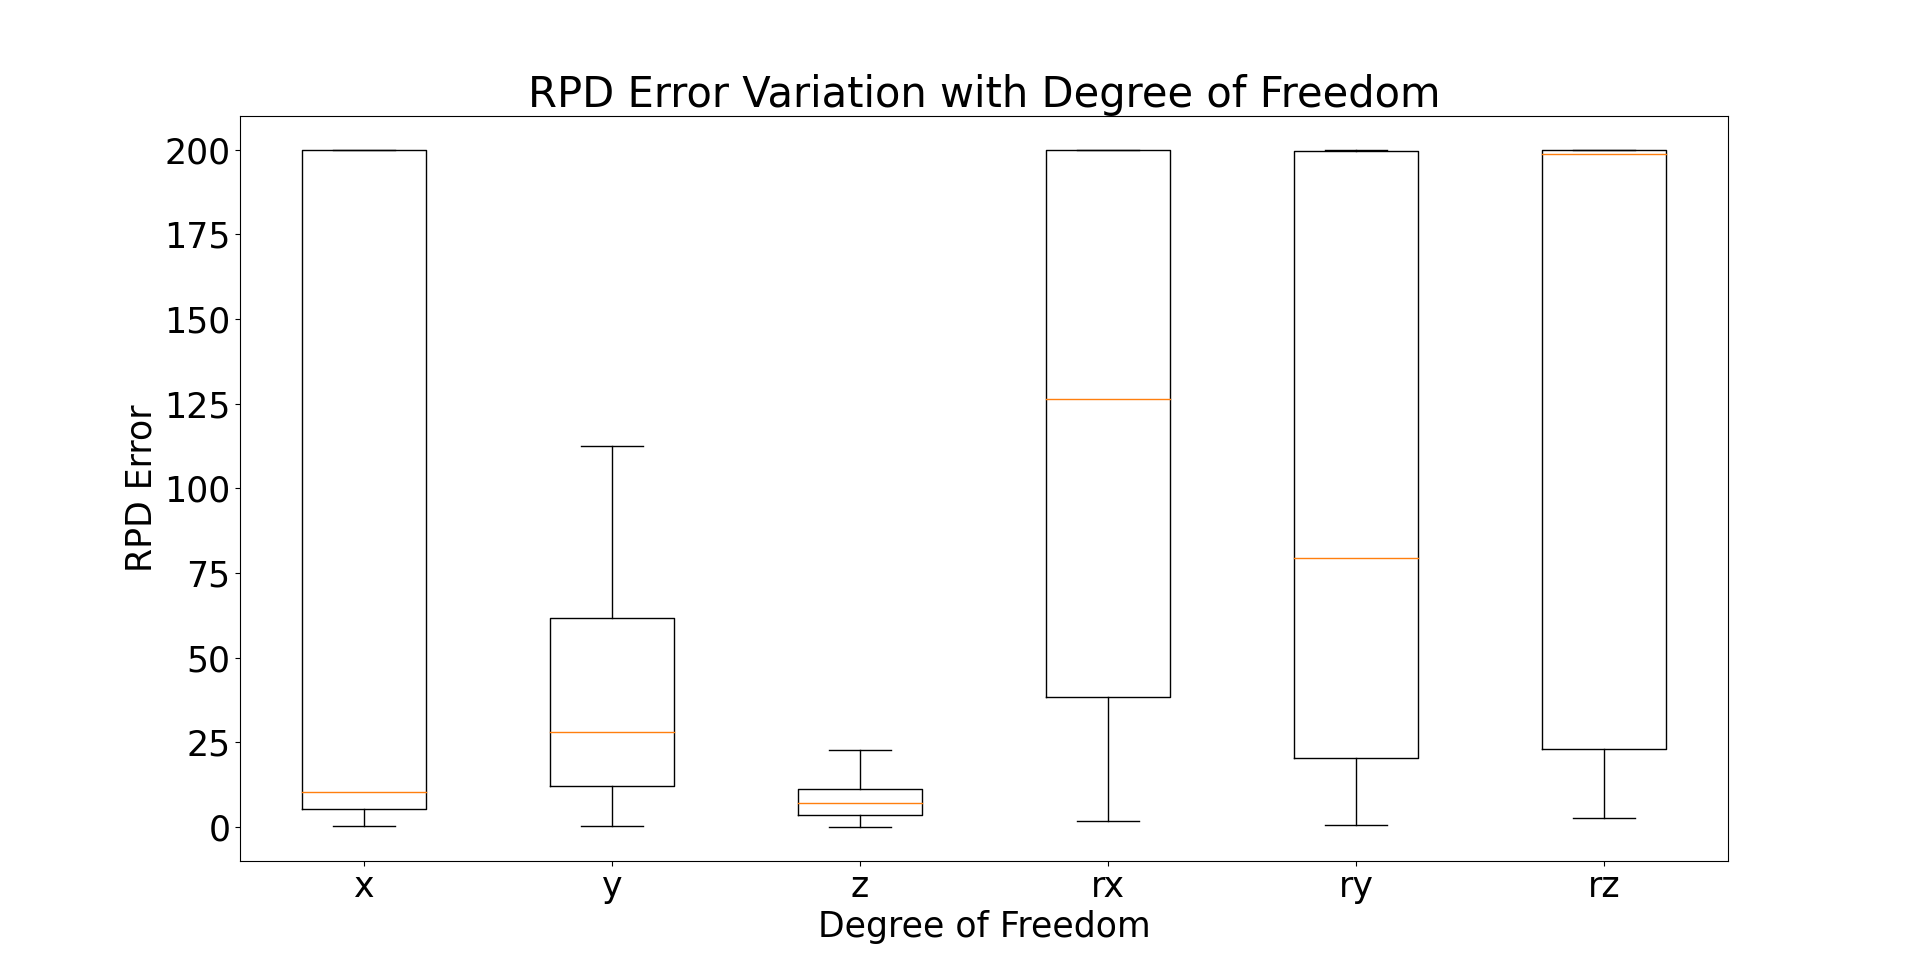 RPD Error Variation with Degree of Freedom
RPD Error
200
175
150
125
100
75
50
25
0
x y z rx ry rz
Degree of Freedom